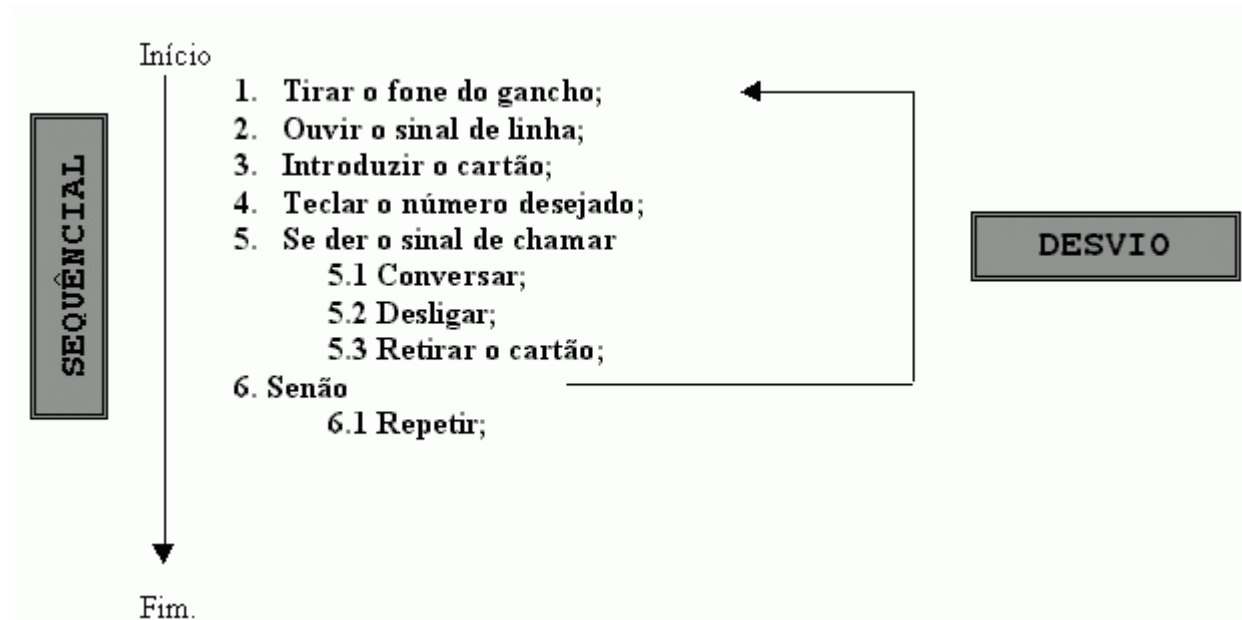 Início
1. Tirar o fone do gancho;
2. Ouvir o sinal de linha;
3. Introduzir o cartão;
4. Teclar o número desejado;
5. Se der o sinal de chamar
5.1 Conversar;
5.2 Desligar;
5.3 Retirar o cartão;
6. Senão
6.1 Repetir;
Fim.
SEQUÊNCIAL
DESVIO